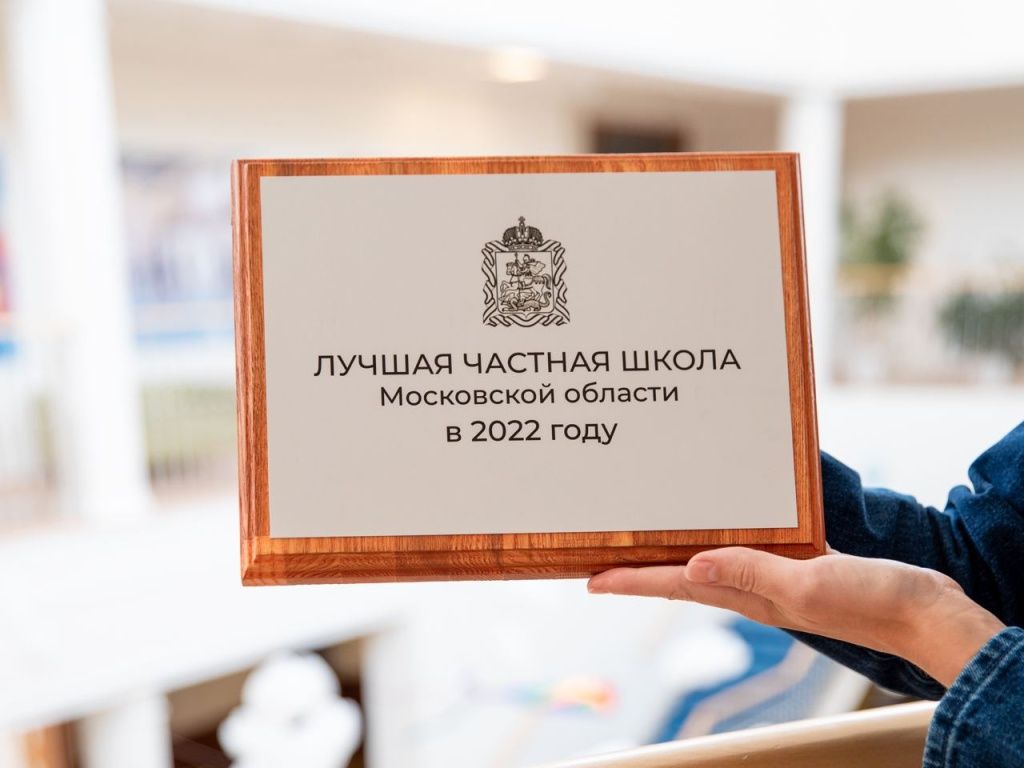 ЛУЧШАЯ ЧАСТНАЯ ШКОЛА
Московской области
в 2022 году